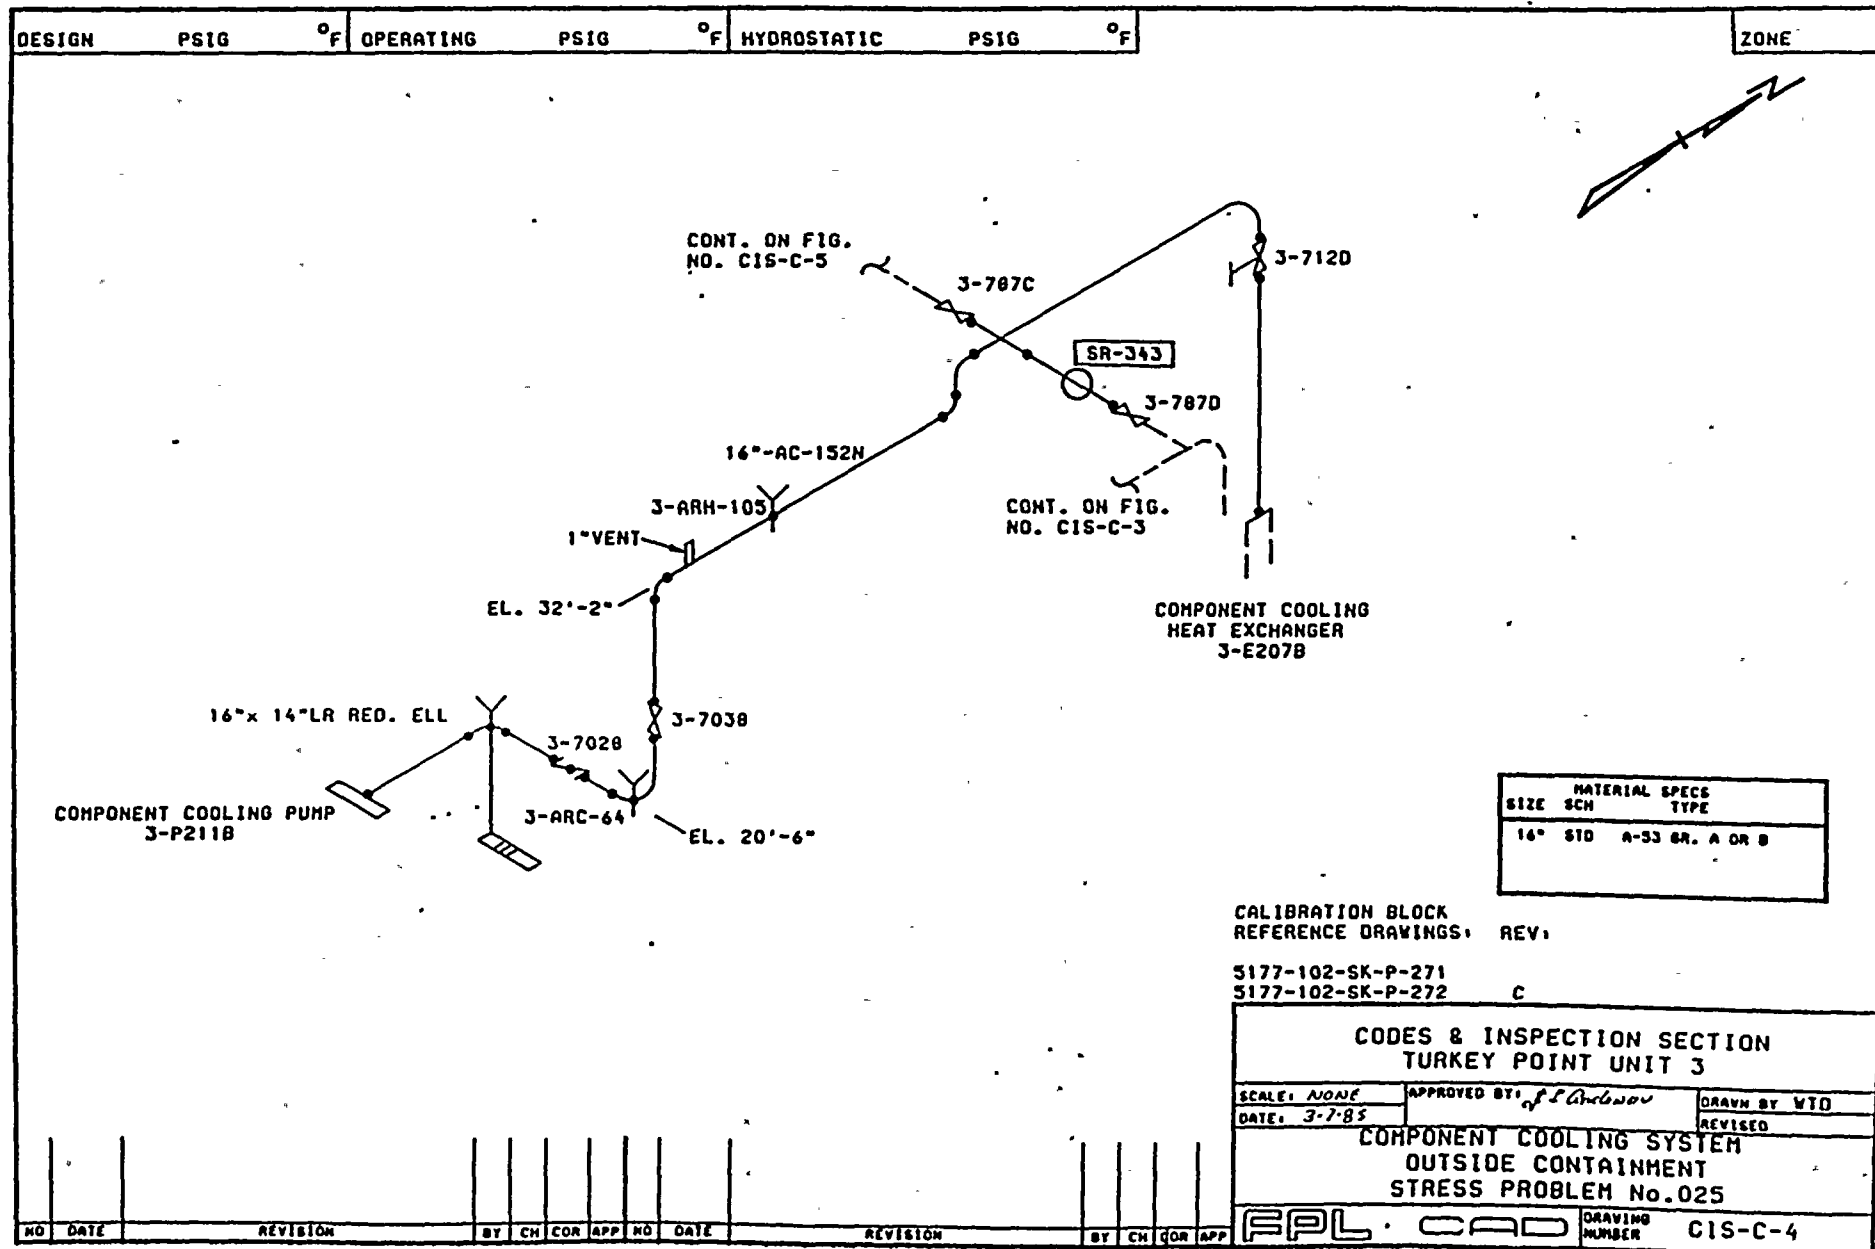 DESIGN PSIG °F OPERATING PSIG °F HYDROSTATIC PSIG °F ZONE
N
CONT. ON FIG.
NO. CIS-C-5
3-787C
3-712D
SR-343
3-787D
16"-AC-152N
3-ARH-105
CONT. ON FIG.
NO. CIS-C-3
1"VENT
EL. 32'-2"
COMPONENT COOLING
HEAT EXCHANGER
3-E207B
16"x 14"LR RED. ELL
3-703B
3-702B
COMPONENT COOLING PUMP
3-P211B
3-ARC-64
EL. 20'-6"
MATERIAL SPECS
SIZE SCH TYPE
16" STD A-53 GR. A OR B
CALIBRATION BLOCK
REFERENCE DRAWINGS: REV:
5177-102-SK-P-271
5177-102-SK-P-272 C
CODES & INSPECTION SECTION
TURKEY POINT UNIT 3
SCALE: NONE
APPROVED BY:
DRAWN BY WTD
DATE: 3-7-85
REVISED
COMPONENT COOLING SYSTEM
OUTSIDE CONTAINMENT
STRESS PROBLEM No.025
NO DATE REVISION BY CH COR APP NO DATE REVISION BY CH COR APP
FPL CAD
DRAWING
NUMBER
CIS-C-4